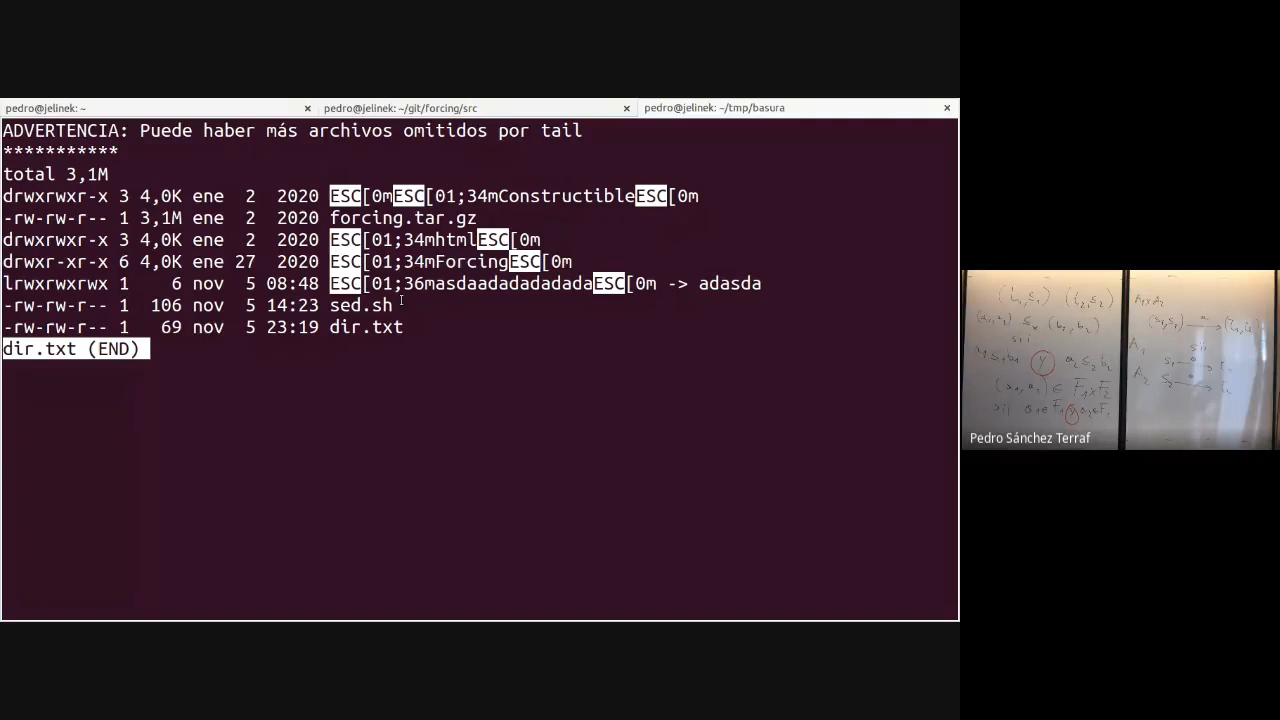 pedro@jelinek: ~ × pedro@jelinek: ~/git/forcing/src × pedro@jelinek: ~/tmp/basura ×
ADVERTENCIA: Puede haber más archivos omitidos por tail
***********
total 3,1M
drwxrwxr-x 3 4,0K ene  2  2020 ESC[0mESC[01;34mConstructibleESC[0m
-rw-rw-r-- 1 3,1M ene  2  2020 forcing.tar.gz
drwxrwxr-x 3 4,0K ene  2  2020 ESC[01;34mhtmlESC[0m
drwxr-xr-x 6 4,0K ene 27  2020 ESC[01;34mForcingESC[0m
lrwxrwxrwx 1    6 nov  5 08:48 ESC[01;36masdaadadadadadaESC[0m -> adasda
-rw-rw-r-- 1  106 nov  5 14:23 sed.sh
-rw-rw-r-- 1   69 nov  5 23:19 dir.txt
dir.txt (END)
Pedro Sánchez Terraf